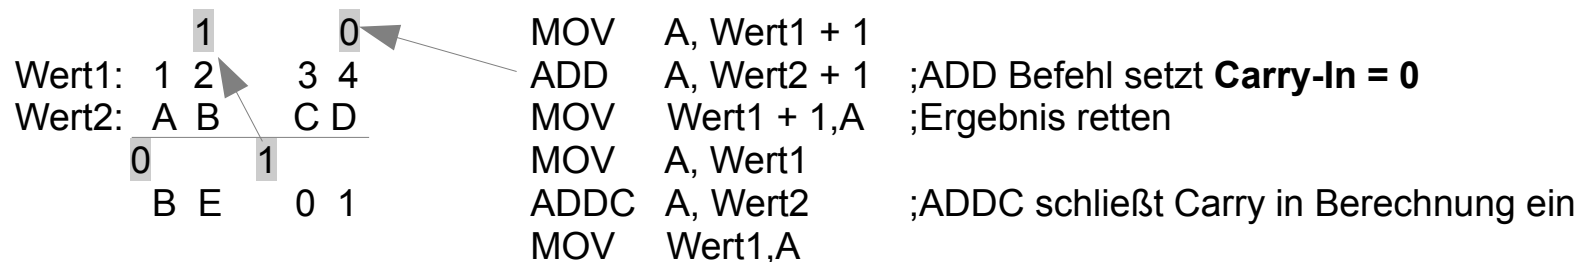 1 0 MOV A, Wert1 + 1
Wert1: 1 2 3 4 ADD A, Wert2 + 1 ;ADD Befehl setzt Carry-In = 0
Wert2: A B C D MOV Wert1 + 1,A ;Ergebnis retten
0 1 MOV A, Wert1
B E 0 1 ADDC A, Wert2 ;ADDC schließt Carry in Berechnung ein
MOV Wert1,A